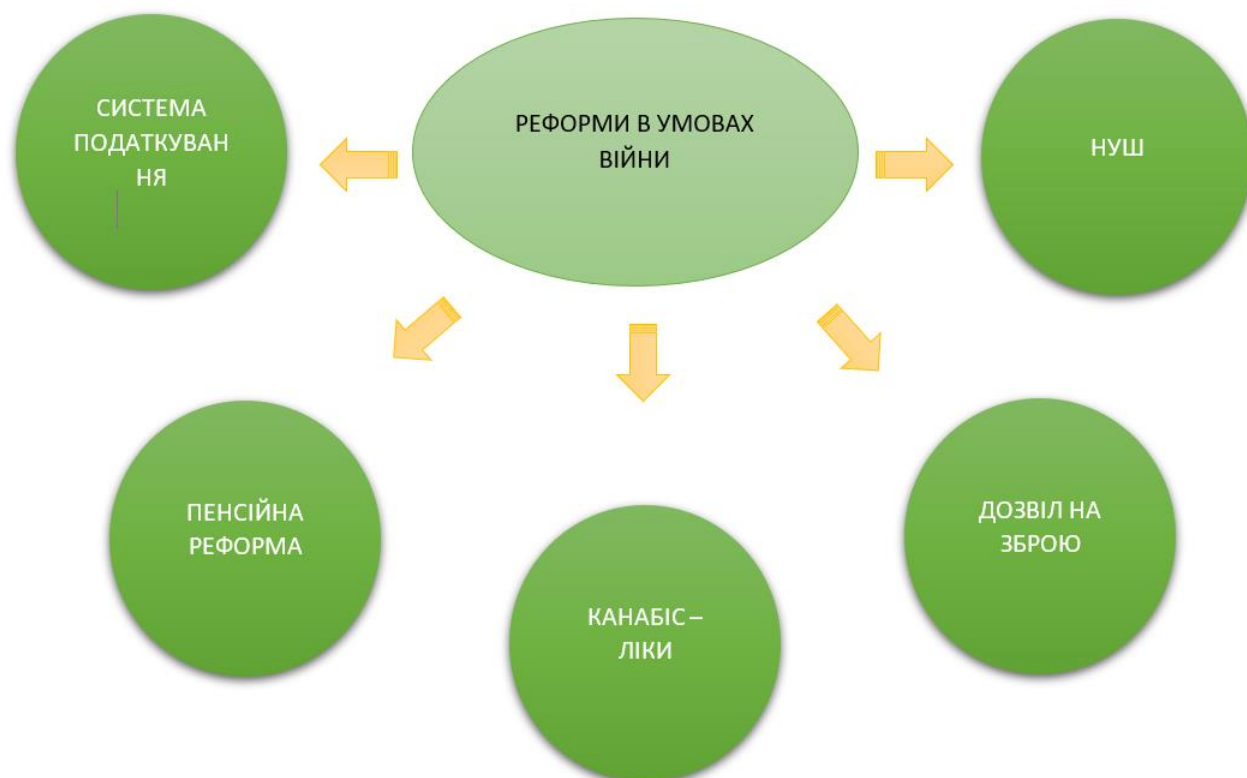 СИСТЕМА
ПОДАТКУВАН
НЯ
РЕФОРМИ В УМОВАХ
ВІЙНИ
НУШ
ПЕНСІЙНА
РЕФОРМА
КАНАБІС –
ЛІКИ
ДОЗВІЛ НА
ЗБРОЮ